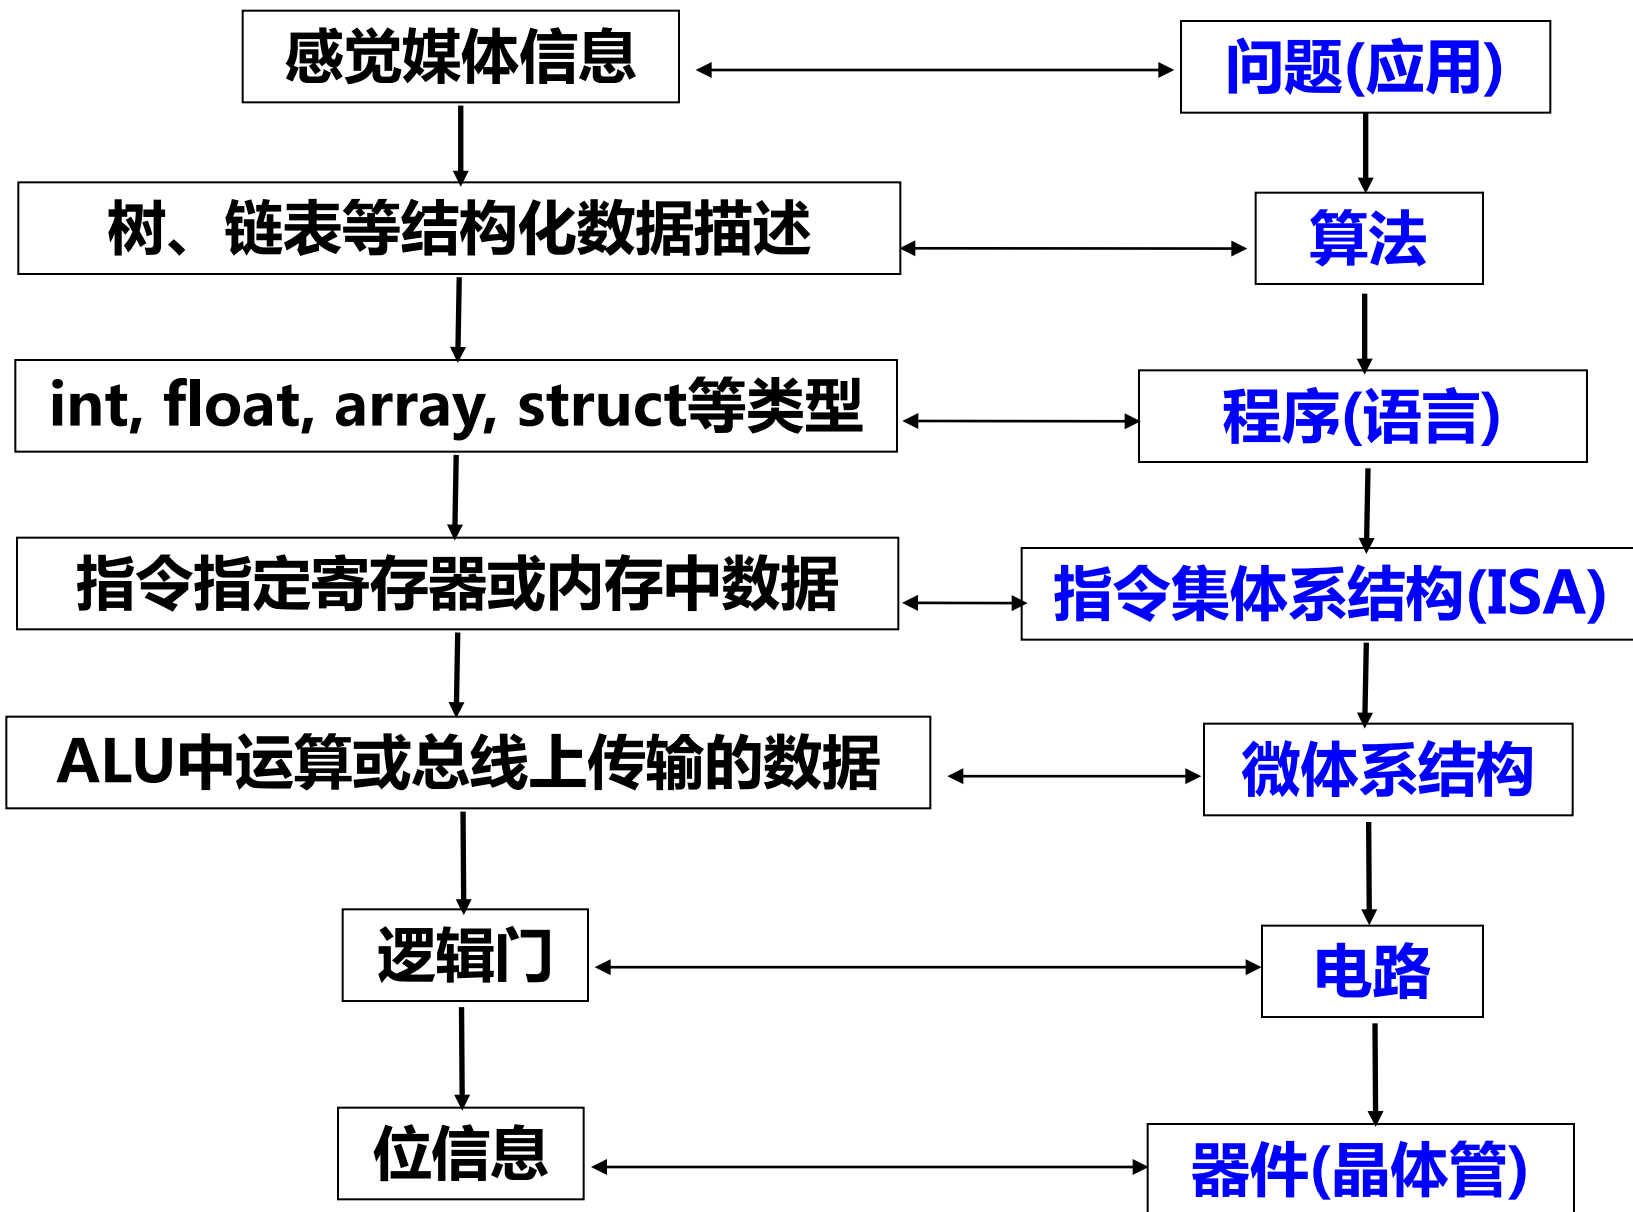 感觉媒体信息
问题(应用)
树、链表等结构化数据描述
算法
int, float, array, struct等类型
程序(语言)
指令指定寄存器或内存中数据
指令集体系结构(ISA)
ALU中运算或总线上传输的数据
微体系结构
逻辑门
电路
位信息
器件(晶体管)